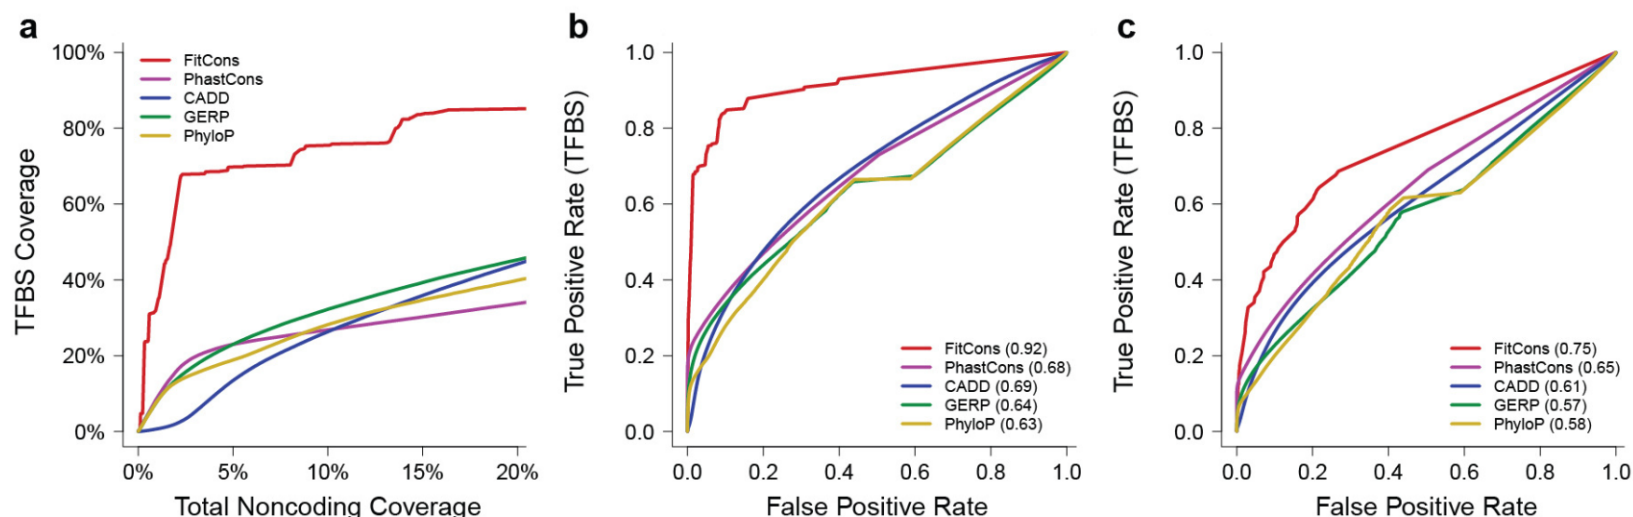 a
TFBS Coverage
100%
80%
60%
40%
20%
0%
FitCons
PhastCons
CADD
GERP
PhyloP
0%
5%
10%
15%
20%
Total Noncoding Coverage
b
True Positive Rate (TFBS)
1.0
0.8
0.6
0.4
0.2
0.0
FitCons (0.92)
PhastCons (0.68)
CADD (0.69)
GERP (0.64)
PhyloP (0.63)
0.0
0.2
0.4
0.6
0.8
1.0
False Positive Rate
c
True Positive Rate (TFBS)
1.0
0.8
0.6
0.4
0.2
0.0
FitCons (0.75)
PhastCons (0.65)
CADD (0.61)
GERP (0.57)
PhyloP (0.58)
0.0
0.2
0.4
0.6
0.8
1.0
False Positive Rate